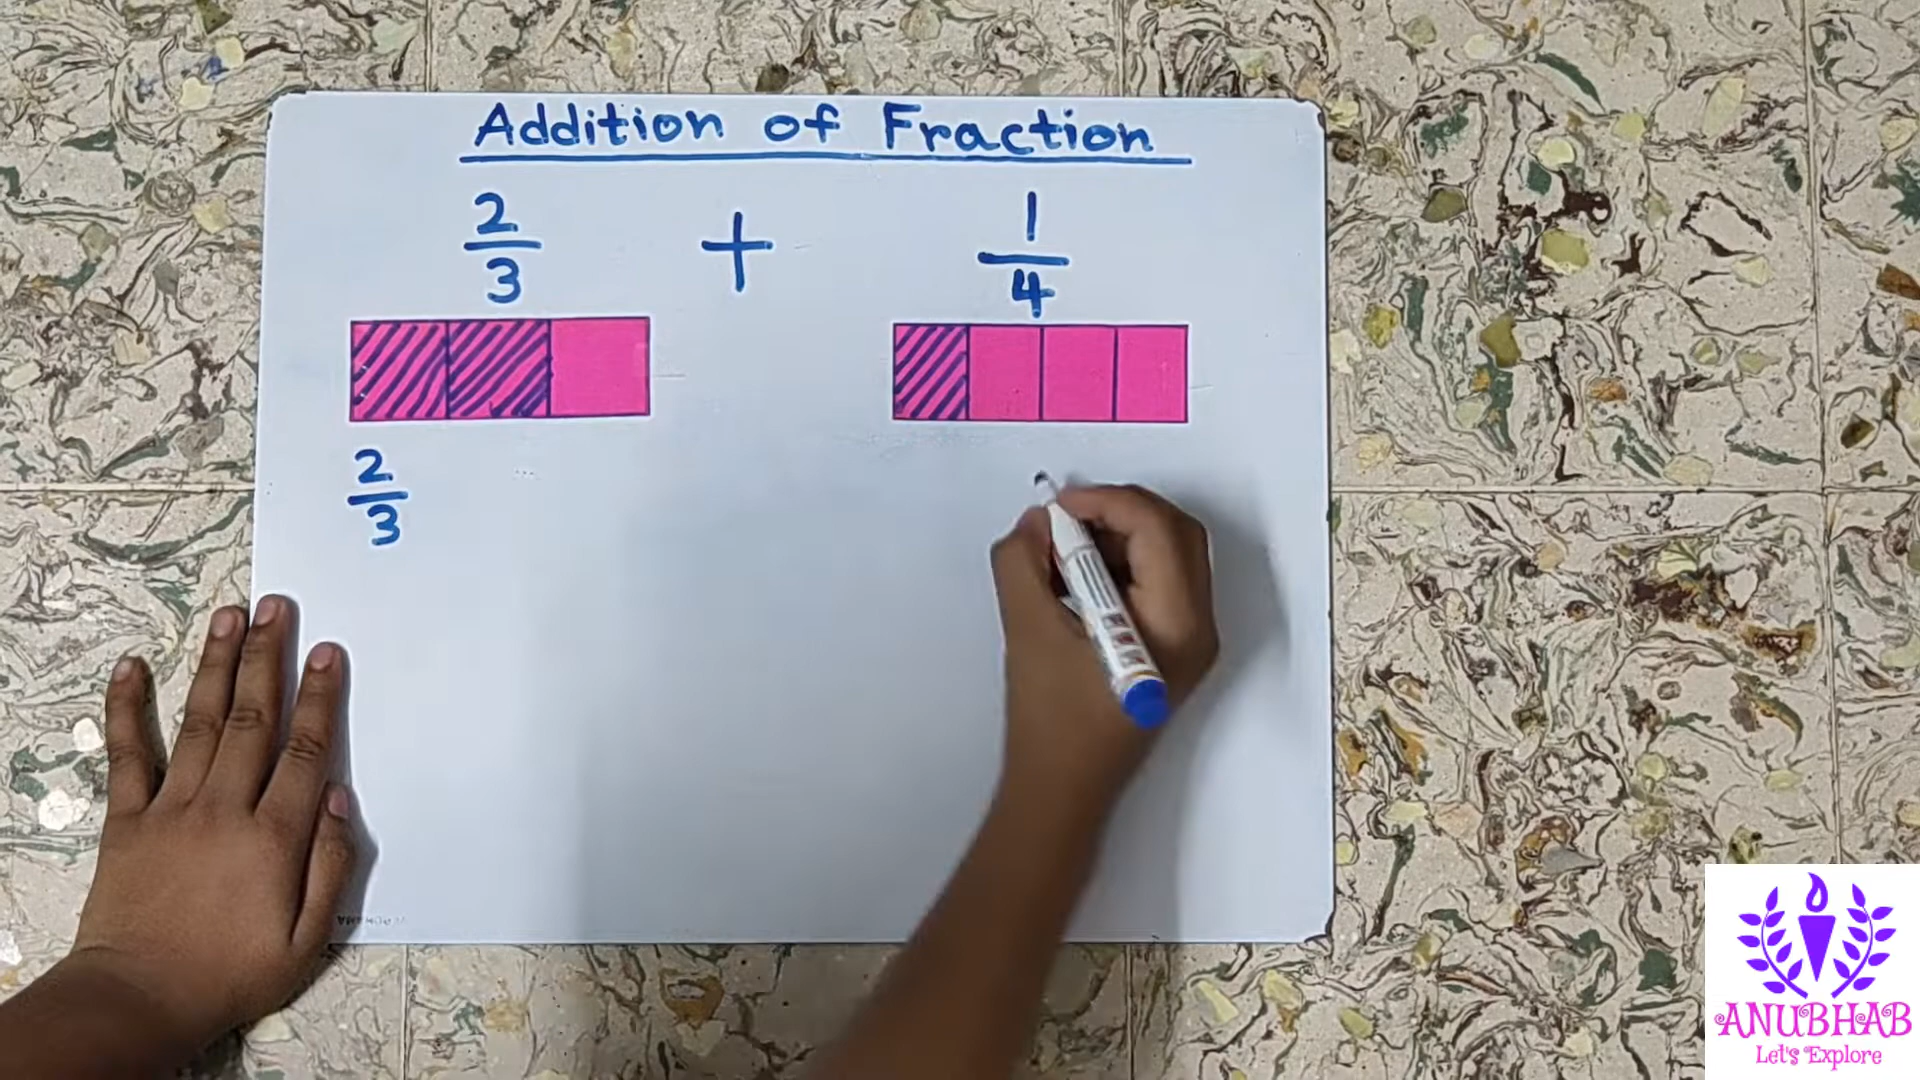 Addition of Fraction
2/3 + 1/4
2/3
ANUBHAB
Let's Explore